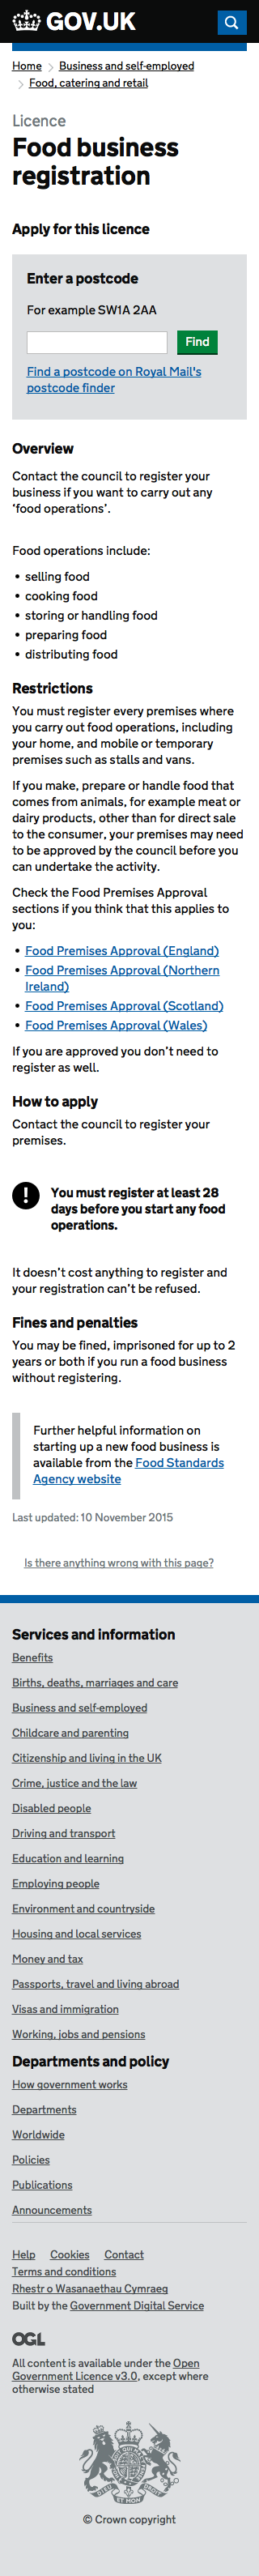 GOV.UK
Home
Business and self-employed
Food, catering and retail
Licence
Food business
registration
Apply for this licence
Enter a postcode
For example SW1A 2AA
Find
Find a postcode on Royal Mail's
postcode finder
Overview
Contact the council to register your
business if you want to carry out any
‘food operations’.
Food operations include:
• selling food
• cooking food
• storing or handling food
• preparing food
• distributing food
Restrictions
You must register every premises where
you carry out food operations, including
your home, and mobile or temporary
premises such as stalls and vans.
If you make, prepare or handle food that
comes from animals, for example meat or
dairy products, other than for direct sale
to the consumer, your premises may need
to be approved by the council before you
can undertake the activity.
Check the Food Premises Approval
sections if you think that this applies to
you:
• Food Premises Approval (England)
• Food Premises Approval (Northern
Ireland)
• Food Premises Approval (Scotland)
• Food Premises Approval (Wales)
If you are approved you don’t need to
register as well.
How to apply
Contact the council to register your
premises.
! You must register at least 28
days before you start any food
operations.
It doesn’t cost anything to register and
your registration can’t be refused.
Fines and penalties
You may be fined, imprisoned for up to 2
years or both if you run a food business
without registering.
Further helpful information on
starting up a new food business is
available from the Food Standards
Agency website
Last updated: 10 November 2015
Is there anything wrong with this page?
Services and information
Benefits
Births, deaths, marriages and care
Business and self-employed
Childcare and parenting
Citizenship and living in the UK
Crime, justice and the law
Disabled people
Driving and transport
Education and learning
Employing people
Environment and countryside
Housing and local services
Money and tax
Passports, travel and living abroad
Visas and immigration
Working, jobs and pensions
Departments and policy
How government works
Departments
Worldwide
Policies
Publications
Announcements
Help Cookies Contact
Terms and conditions
Rhestr o Wasanaethau Cymraeg
Built by the Government Digital Service
OGL
All content is available under the Open
Government Licence v3.0, except where
otherwise stated
DIEU ET MON
© Crown copyright